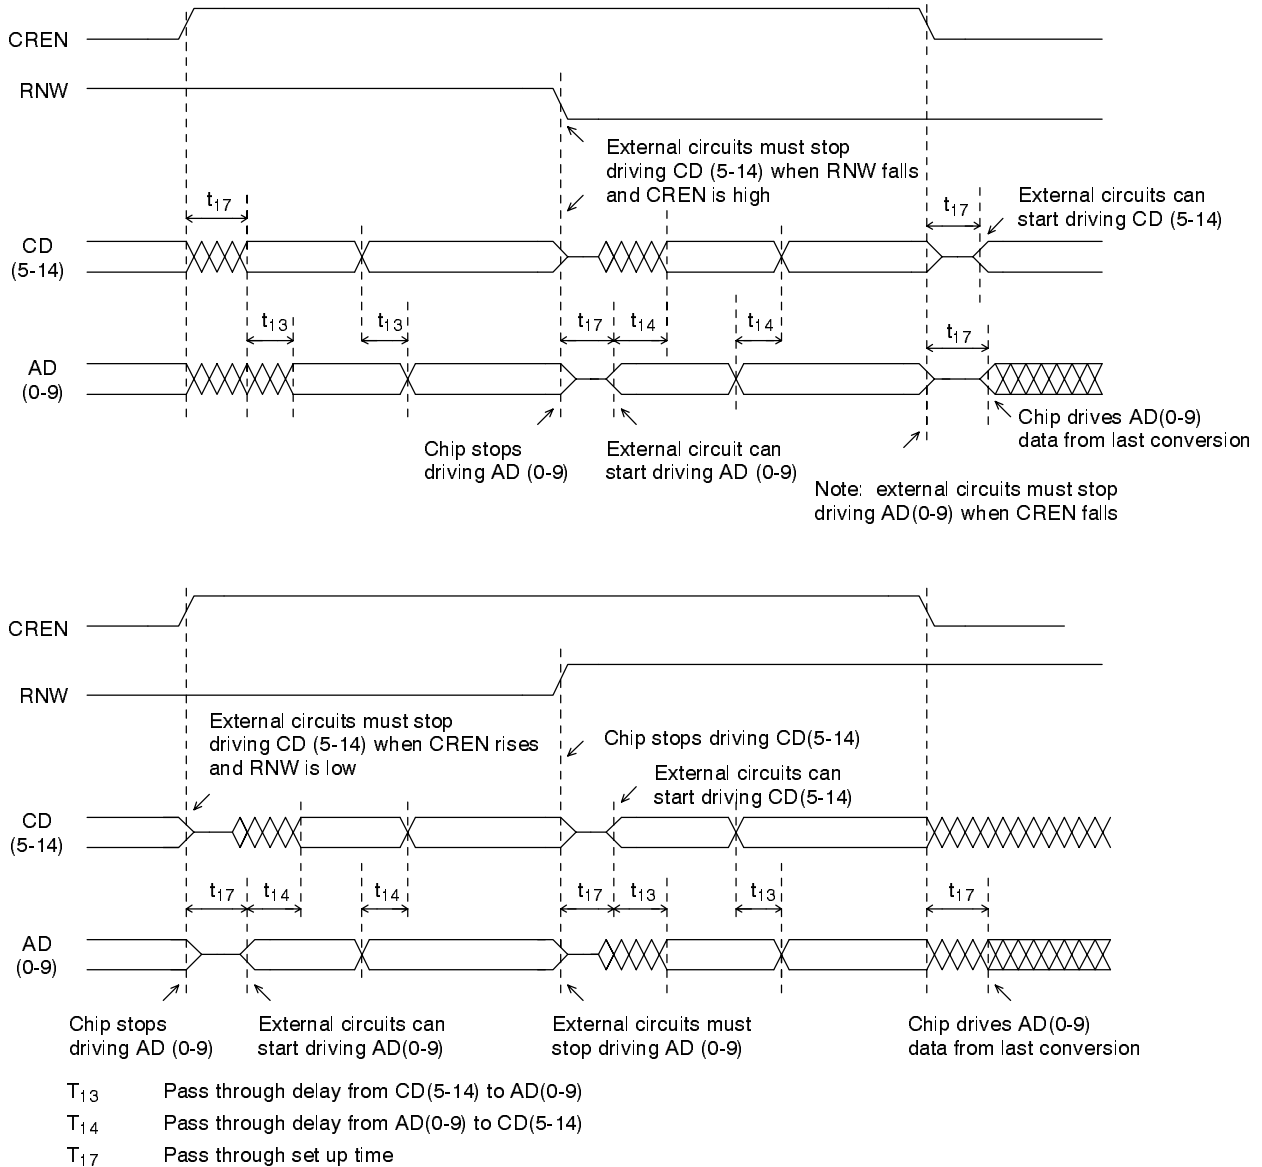 CREN
RNW
External circuits must stop
driving CD (5-14) when RNW falls
and CREN is high
External circuits can
start driving CD (5-14)
t17
t17
CD
(5-14)
t13
t13
t17
t14
t14
t17
AD
(0-9)
Chip stops
driving AD (0-9)
External circuit can
start driving AD (0-9)
Chip drives AD(0-9)
data from last conversion
Note: external circuits must stop
driving AD(0-9) when CREN falls
CREN
RNW
External circuits must stop
driving CD (5-14) when CREN rises
and RNW is low
Chip stops driving CD(5-14)
External circuits can
start driving CD(5-14)
CD
(5-14)
t17
t14
t14
t17
t13
t13
t17
AD
(0-9)
Chip stops
driving AD (0-9)
External circuits can
start driving AD(0-9)
External circuits must
stop driving AD (0-9)
Chip drives AD(0-9)
data from last conversion
T13 Pass through delay from CD(5-14) to AD(0-9)
T14 Pass through delay from AD(0-9) to CD(5-14)
T17 Pass through set up time